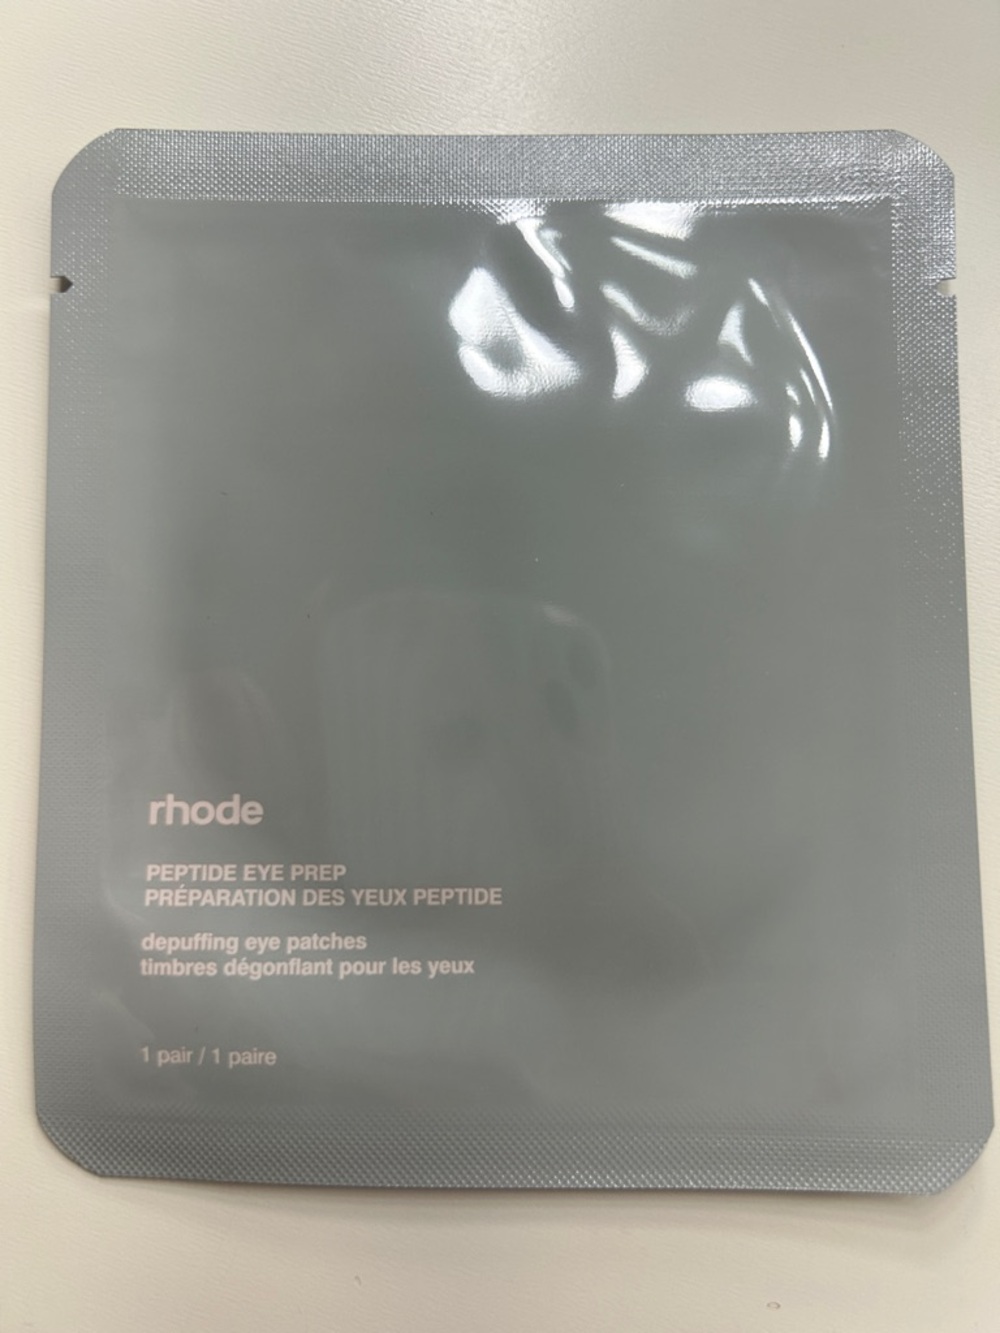 rhode
PEPTIDE EYE PREP
PRÉPARATION DES YEUX PEPTIDE
depuffing eye patches
timbres dégonflant pour les yeux
1 pair / 1 paire